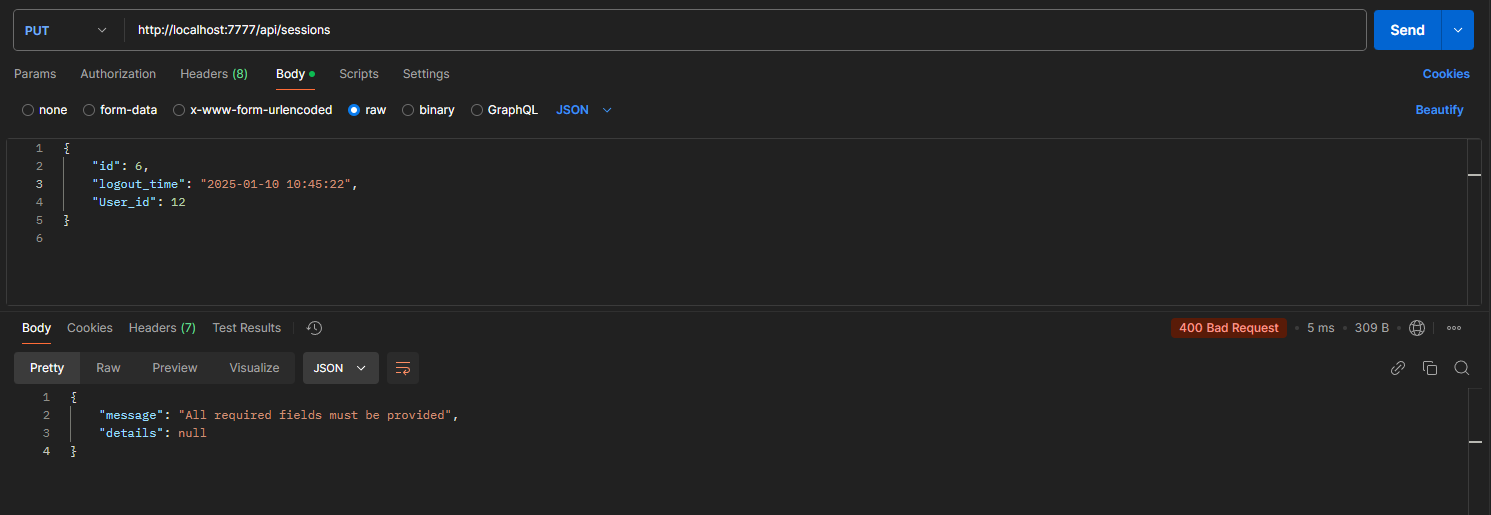 PUT http://localhost:7777/api/sessions Send
Params Authorization Headers (8) Body Scripts Settings Cookies
none form-data x-www-form-urlencoded raw binary GraphQL JSON Beautify
1 {
2 "id": 6,
3 "logout_time": "2025-01-10 10:45:22",
4 "User_id": 12
5 }
6
Body Cookies Headers (7) Test Results 400 Bad Request • 5 ms • 309 B •
Pretty Raw Preview Visualize JSON
1 {
2 "message": "All required fields must be provided",
3 "details": null
4 }